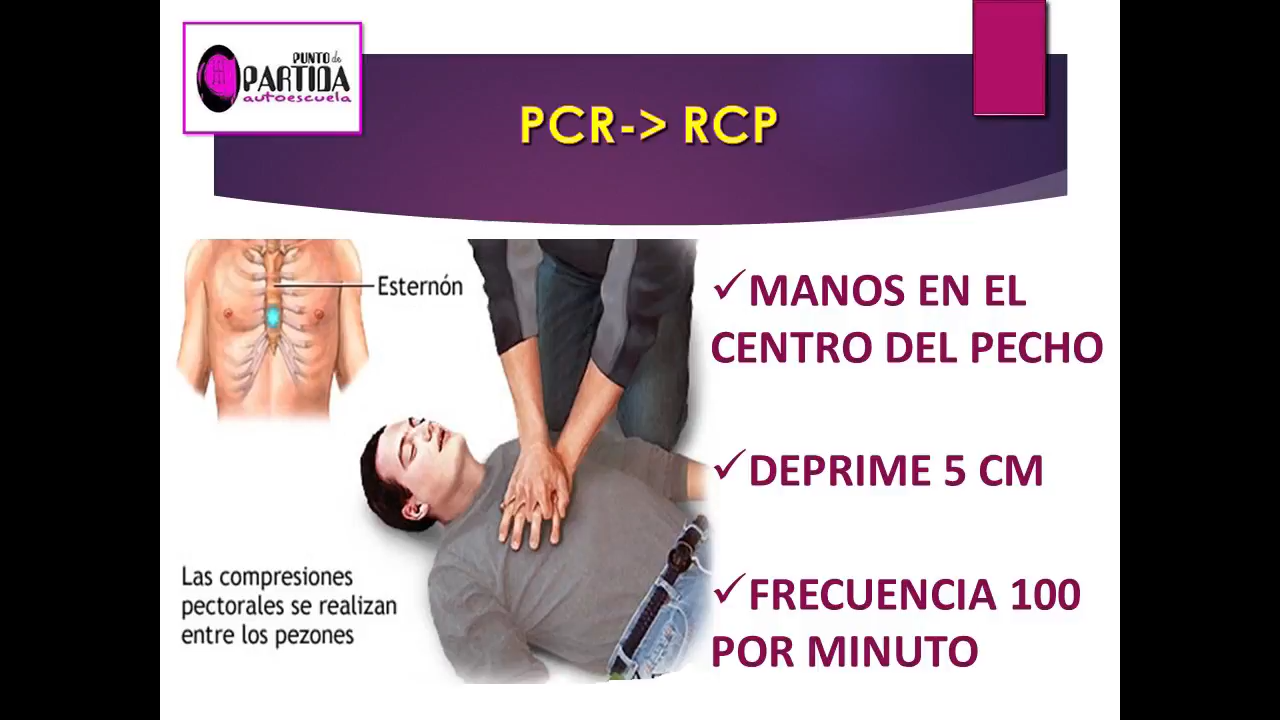 PUNTO de
PARTIDA
autoescuela
PCR-> RCP
Esternón
Las compresiones
pectorales se realizan
entre los pezones
✓MANOS EN EL
CENTRO DEL PECHO
✓DEPRIME 5 CM
✓FRECUENCIA 100
POR MINUTO